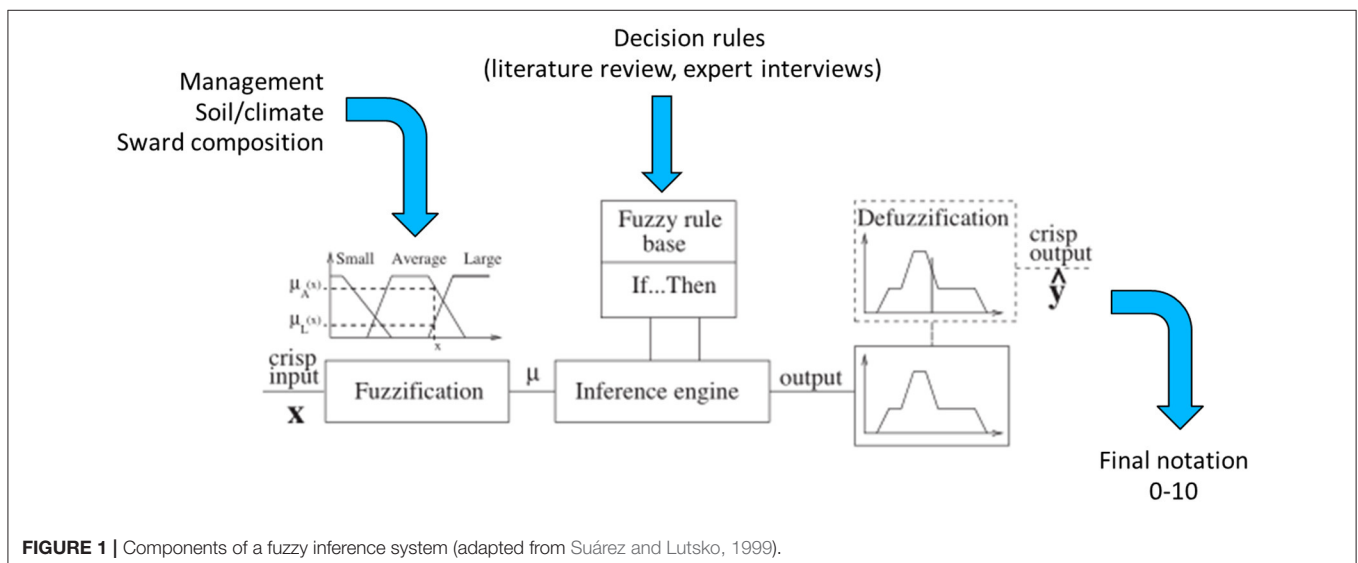 Decision rules
(literature review, expert interviews)
Management
Soil/climate
Sward composition
Fuzzy rule
base
If...Then
Defuzzification
crisp
output
ŷ
Small Average Large
μA(x)
μL(x)
x
crisp
input
x
Fuzzification
μ
Inference engine
output
Final notation
0-10
FIGURE 1 | Components of a fuzzy inference system (adapted from Suárez and Lutsko, 1999).